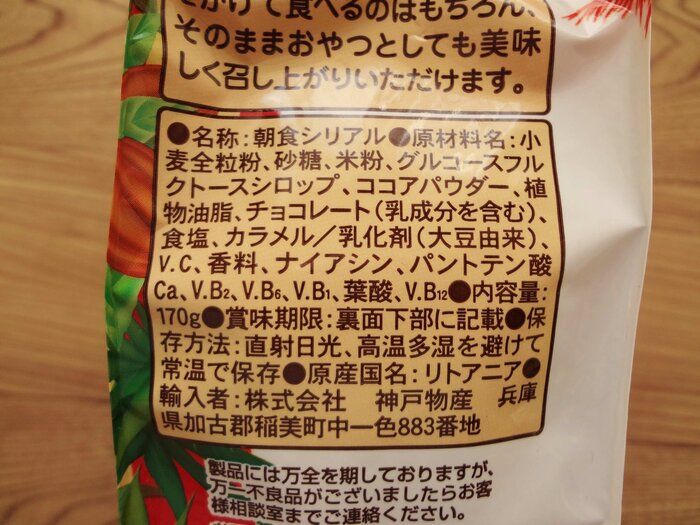 をかけて食べるのはもちろん、
そのままおやつとしても美味
しく召し上がりいただけます。
●名称:朝食シリアル●原材料名:小
麦全粒粉、砂糖、米粉、グルコースフル
クトースシロップ、ココアパウダー、植
物油脂、チョコレート(乳成分を含む)、
食塩、カラメル/乳化剤(大豆由来)、
V.C、香料、ナイアシン、パントテン酸
Ca、V.B2、V.B6、V.B1、葉酸、V.B12●内容量:
170g●賞味期限:裏面下部に記載●保
存方法:直射日光、高温多湿を避けて
常温で保存●原産国名:リトアニア●
輸入者:株式会社 神戸物産 兵庫
県加古郡稲美町中一色883番地
製品には万全を期しておりますが、
万一不良品がございましたらお客
様相談室までご連絡ください。